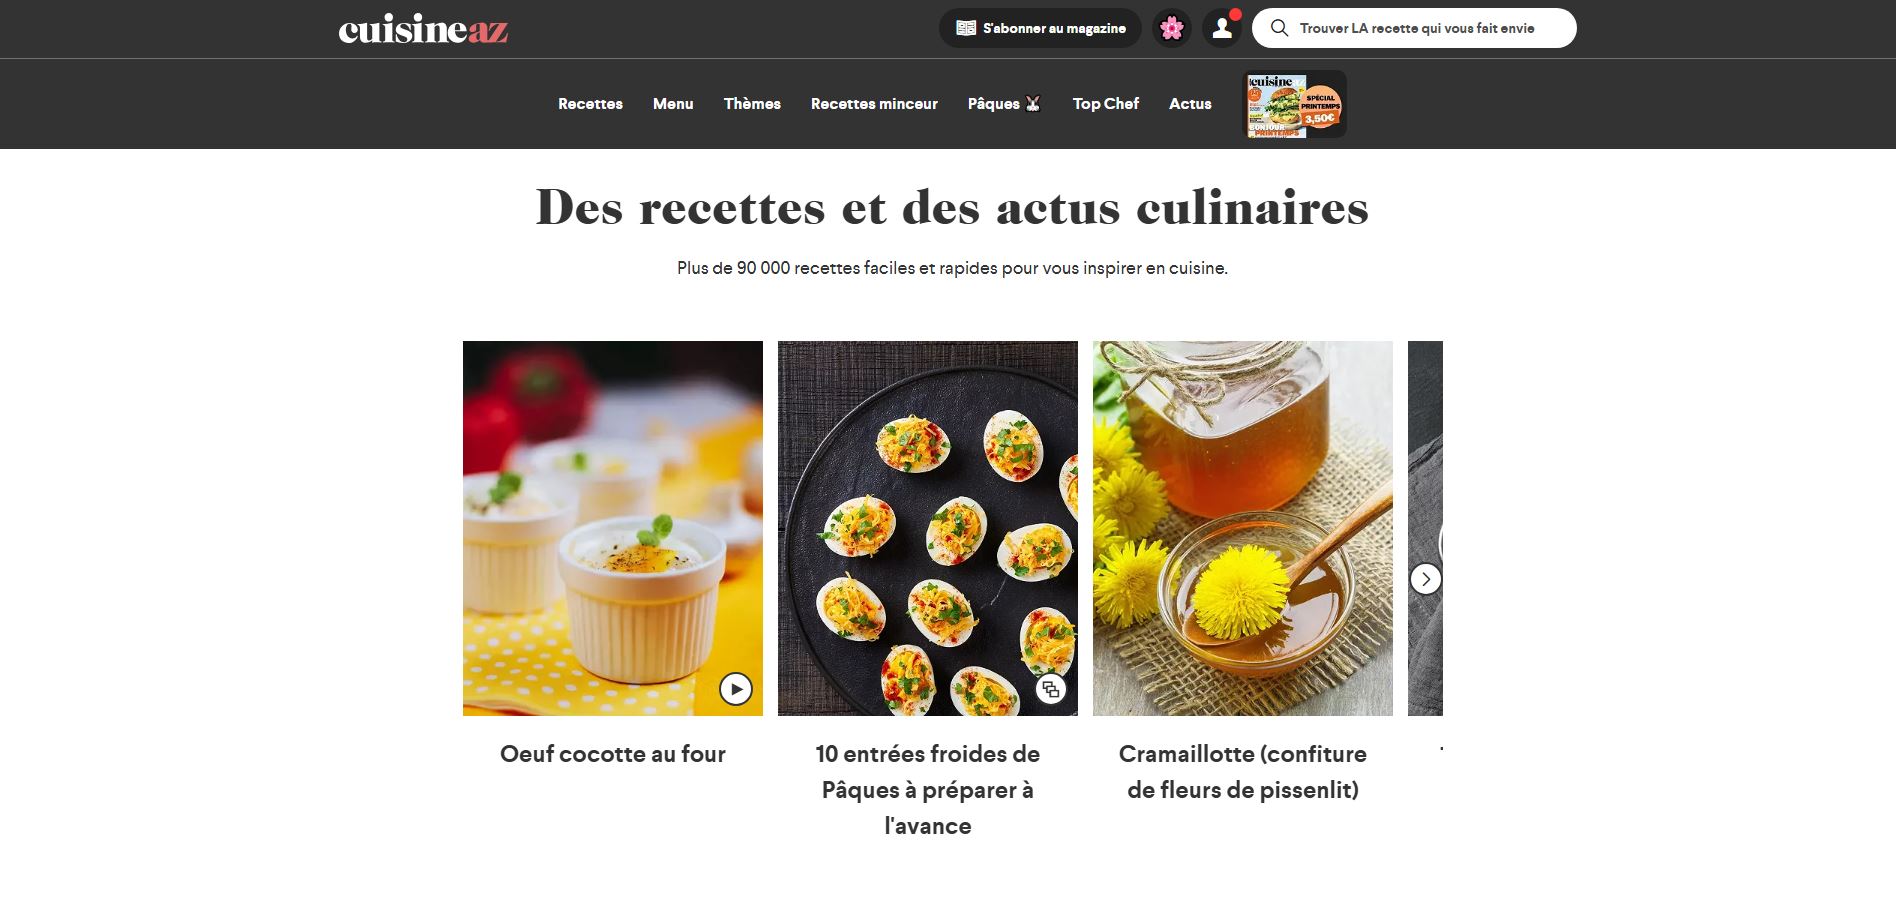 cuisineaz
S'abonner au magazine
Trouver LA recette qui vous fait envie
Recettes
Menu
Thèmes
Recettes minceur
Pâques
Top Chef
Actus
cuisine
SPÉCIAL
PRINTEMPS
3,50€
BONJOUR
PRINTEMPS
Des recettes et des actus culinaires
Plus de 90 000 recettes faciles et rapides pour vous inspirer en cuisine.
Oeuf cocotte au four
10 entrées froides de
Pâques à préparer à
l'avance
Cramaillotte (confiture
de fleurs de pissenlit)